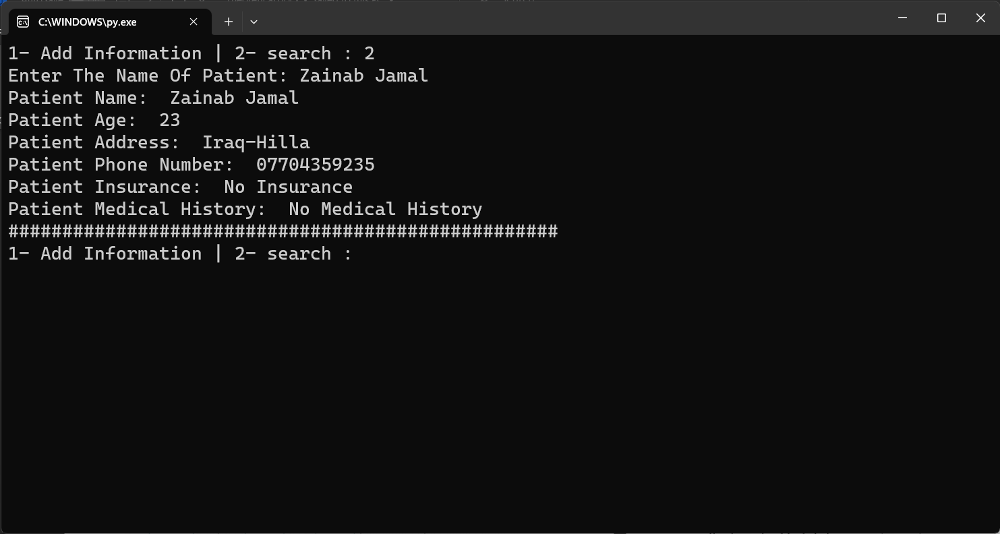 C:\WINDOWS\py.exe
1- Add Information | 2- search : 2
Enter The Name Of Patient: Zainab Jamal
Patient Name:  Zainab Jamal
Patient Age:  23
Patient Address:  Iraq-Hilla
Patient Phone Number:  07704359235
Patient Insurance:  No Insurance
Patient Medical History:  No Medical History
###################################################
1- Add Information | 2- search :